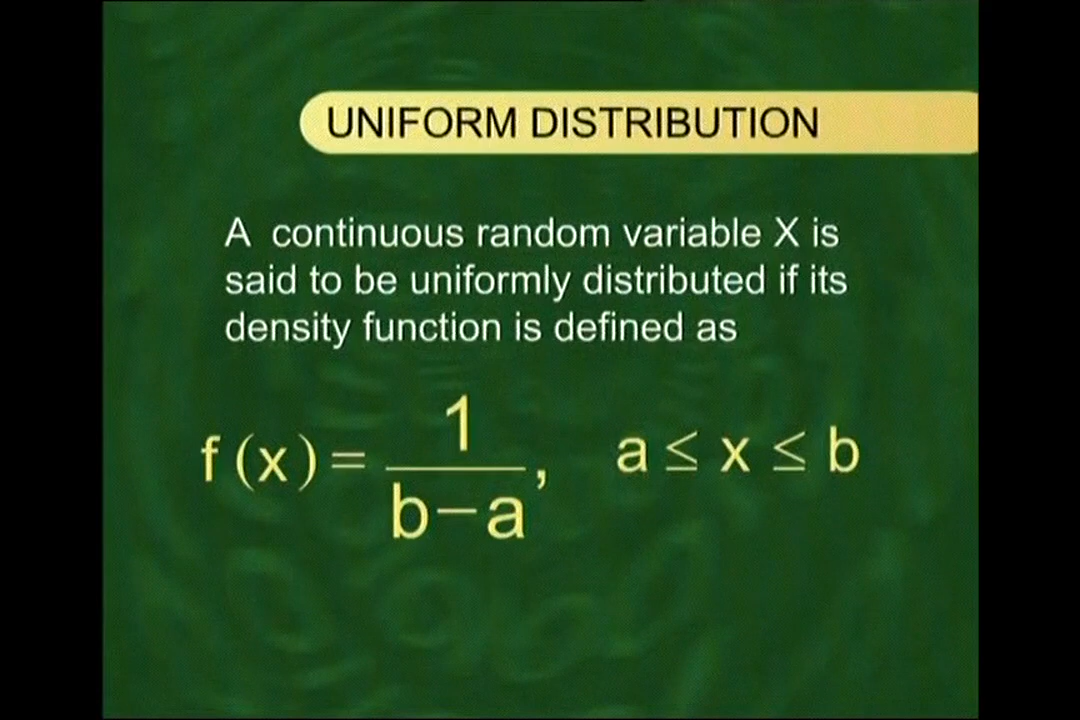 UNIFORM DISTRIBUTION
A continuous random variable X is
said to be uniformly distributed if its
density function is defined as
f (x) = 1/(b−a), a ≤ x ≤ b